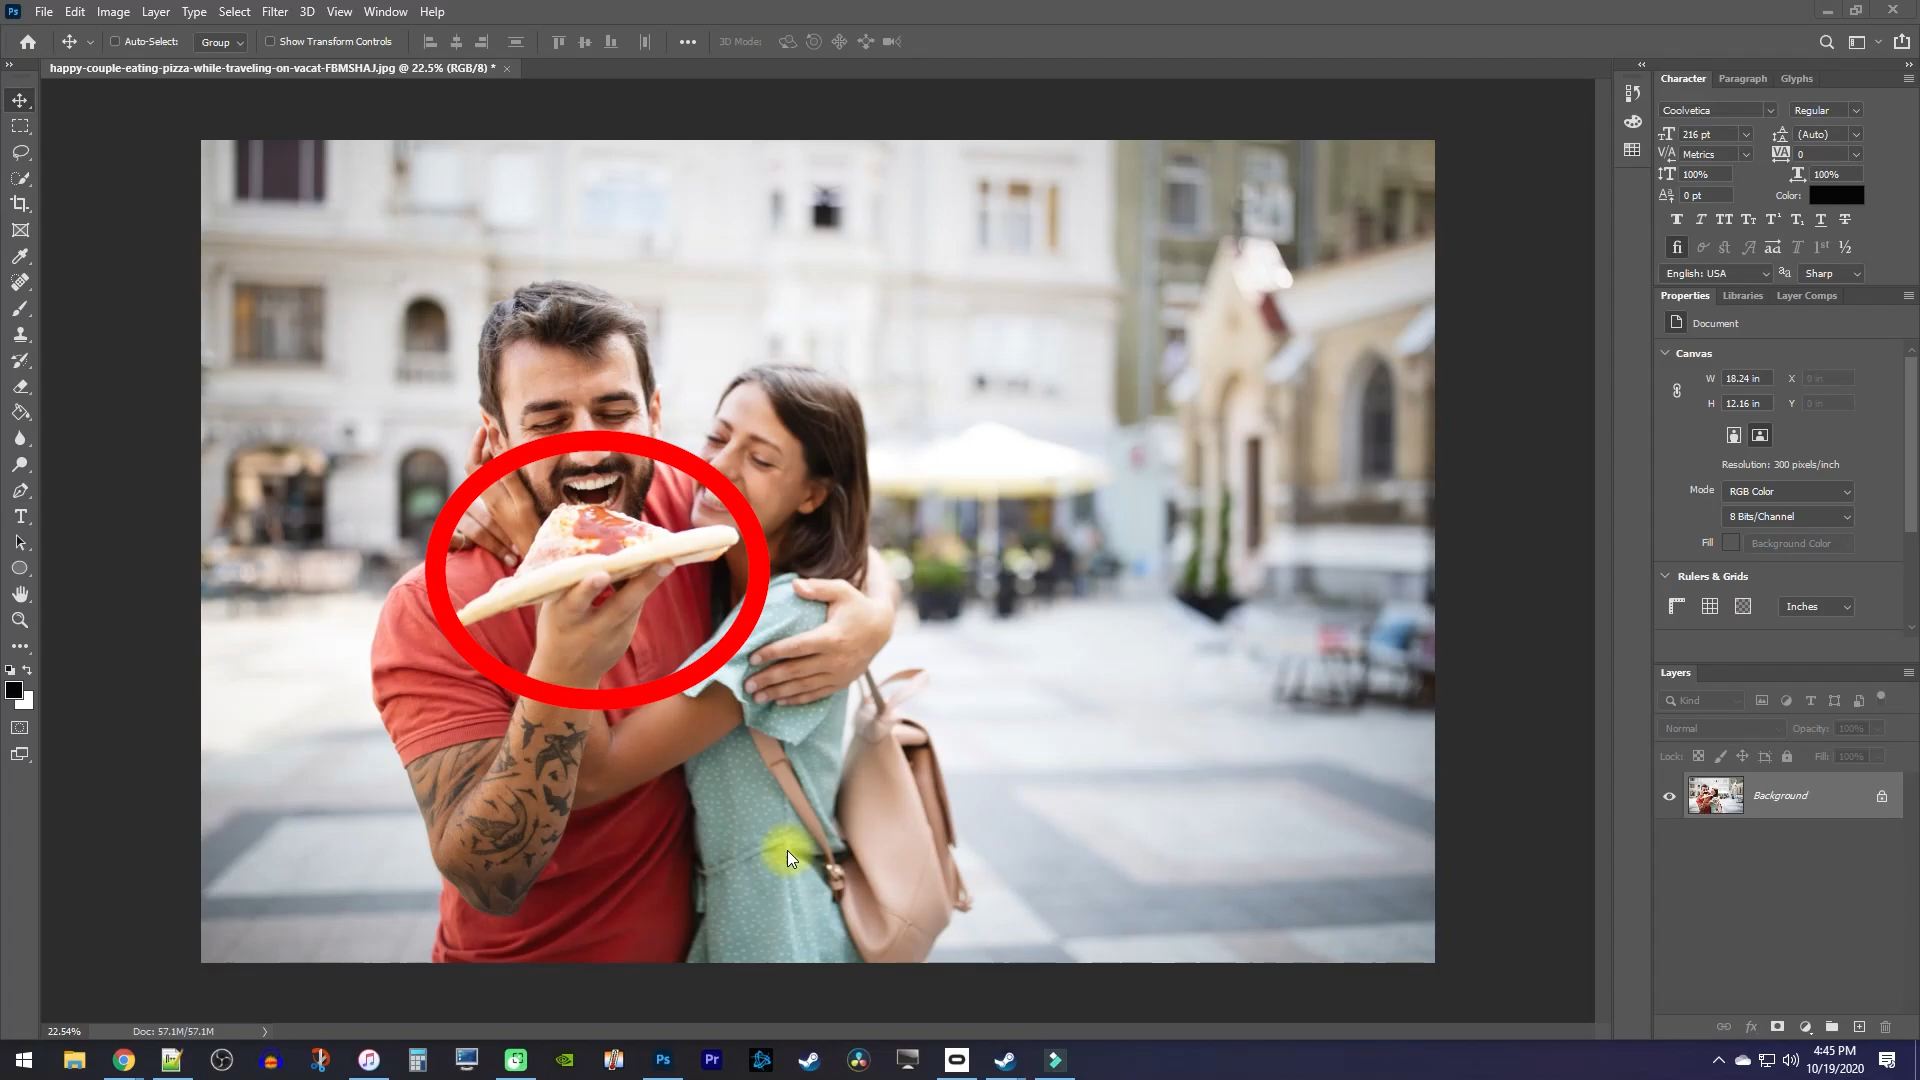 Ps File Edit Image Layer Type Select Filter 3D View Window Help
Auto-Select: Group Show Transform Controls 3D Mode:
happy-couple-eating-pizza-while-traveling-on-vacat-FBMSHAJ.jpg @ 22.5% (RGB/8) *
Character Paragraph Glyphs
Coolvetica Regular
216 pt (Auto)
Metrics 0
100% 100%
0 pt Color:
English: USA Sharp
Properties Libraries Layer Comps
Document
Canvas
W 18.24 in X 0 in
H 12.16 in Y 0 in
Resolution: 300 pixels/inch
Mode RGB Color
8 Bits/Channel
Fill Background Color
Rulers & Grids
Inches
Layers
Kind
Normal Opacity: 100%
Lock: Fill: 100%
Background
22.54% Doc: 57.1M/57.1M
Ps Pr
4:45 PM
10/19/2020